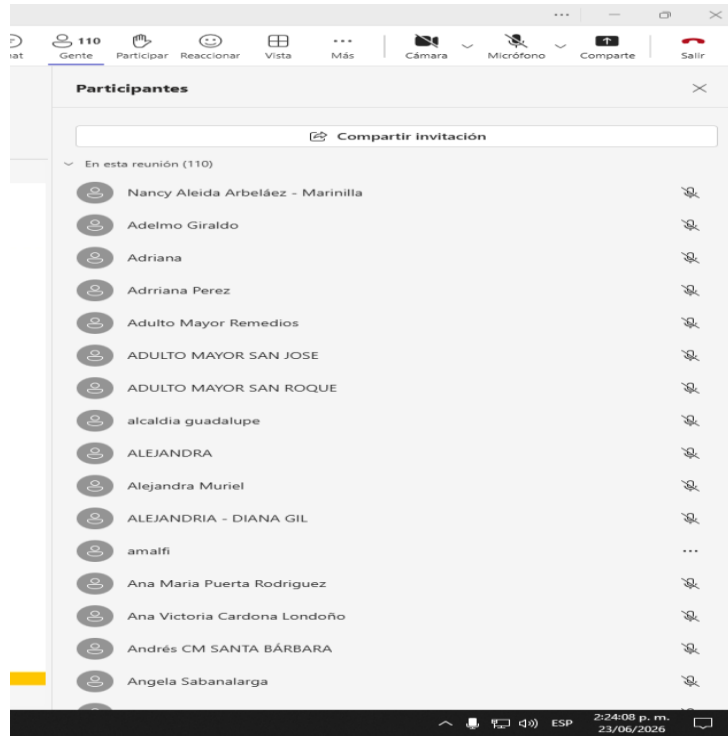 110
at Gente Participar Reaccionar Vista Más Cámara Micrófono Comparte Salir
Participantes
Compartir invitación
En esta reunión (110)
Nancy Aleida Arbeláez - Marinilla
Adelmo Giraldo
Adriana
Adrriana Perez
Adulto Mayor Remedios
ADULTO MAYOR SAN JOSE
ADULTO MAYOR SAN ROQUE
alcaldia guadalupe
ALEJANDRA
Alejandra Muriel
ALEJANDRIA - DIANA GIL
amalfi
Ana Maria Puerta Rodriguez
Ana Victoria Cardona Londoño
Andrés CM SANTA BÁRBARA
Angela Sabanalarga
ESP 2:24:08 p. m.
23/06/2026